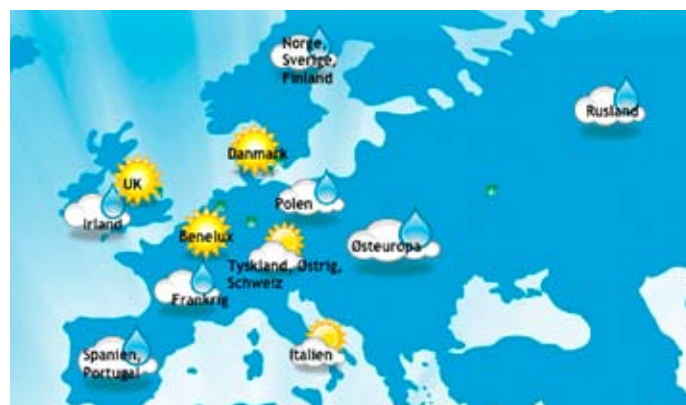 Norge,
Sverige,
Finland
Rusland
Danmark
UK
Polen
Irland
Benelux
Østeuropa
Tyskland, Østrig,
Schweiz
Frankrig
Spanien,
Portugal
Italien